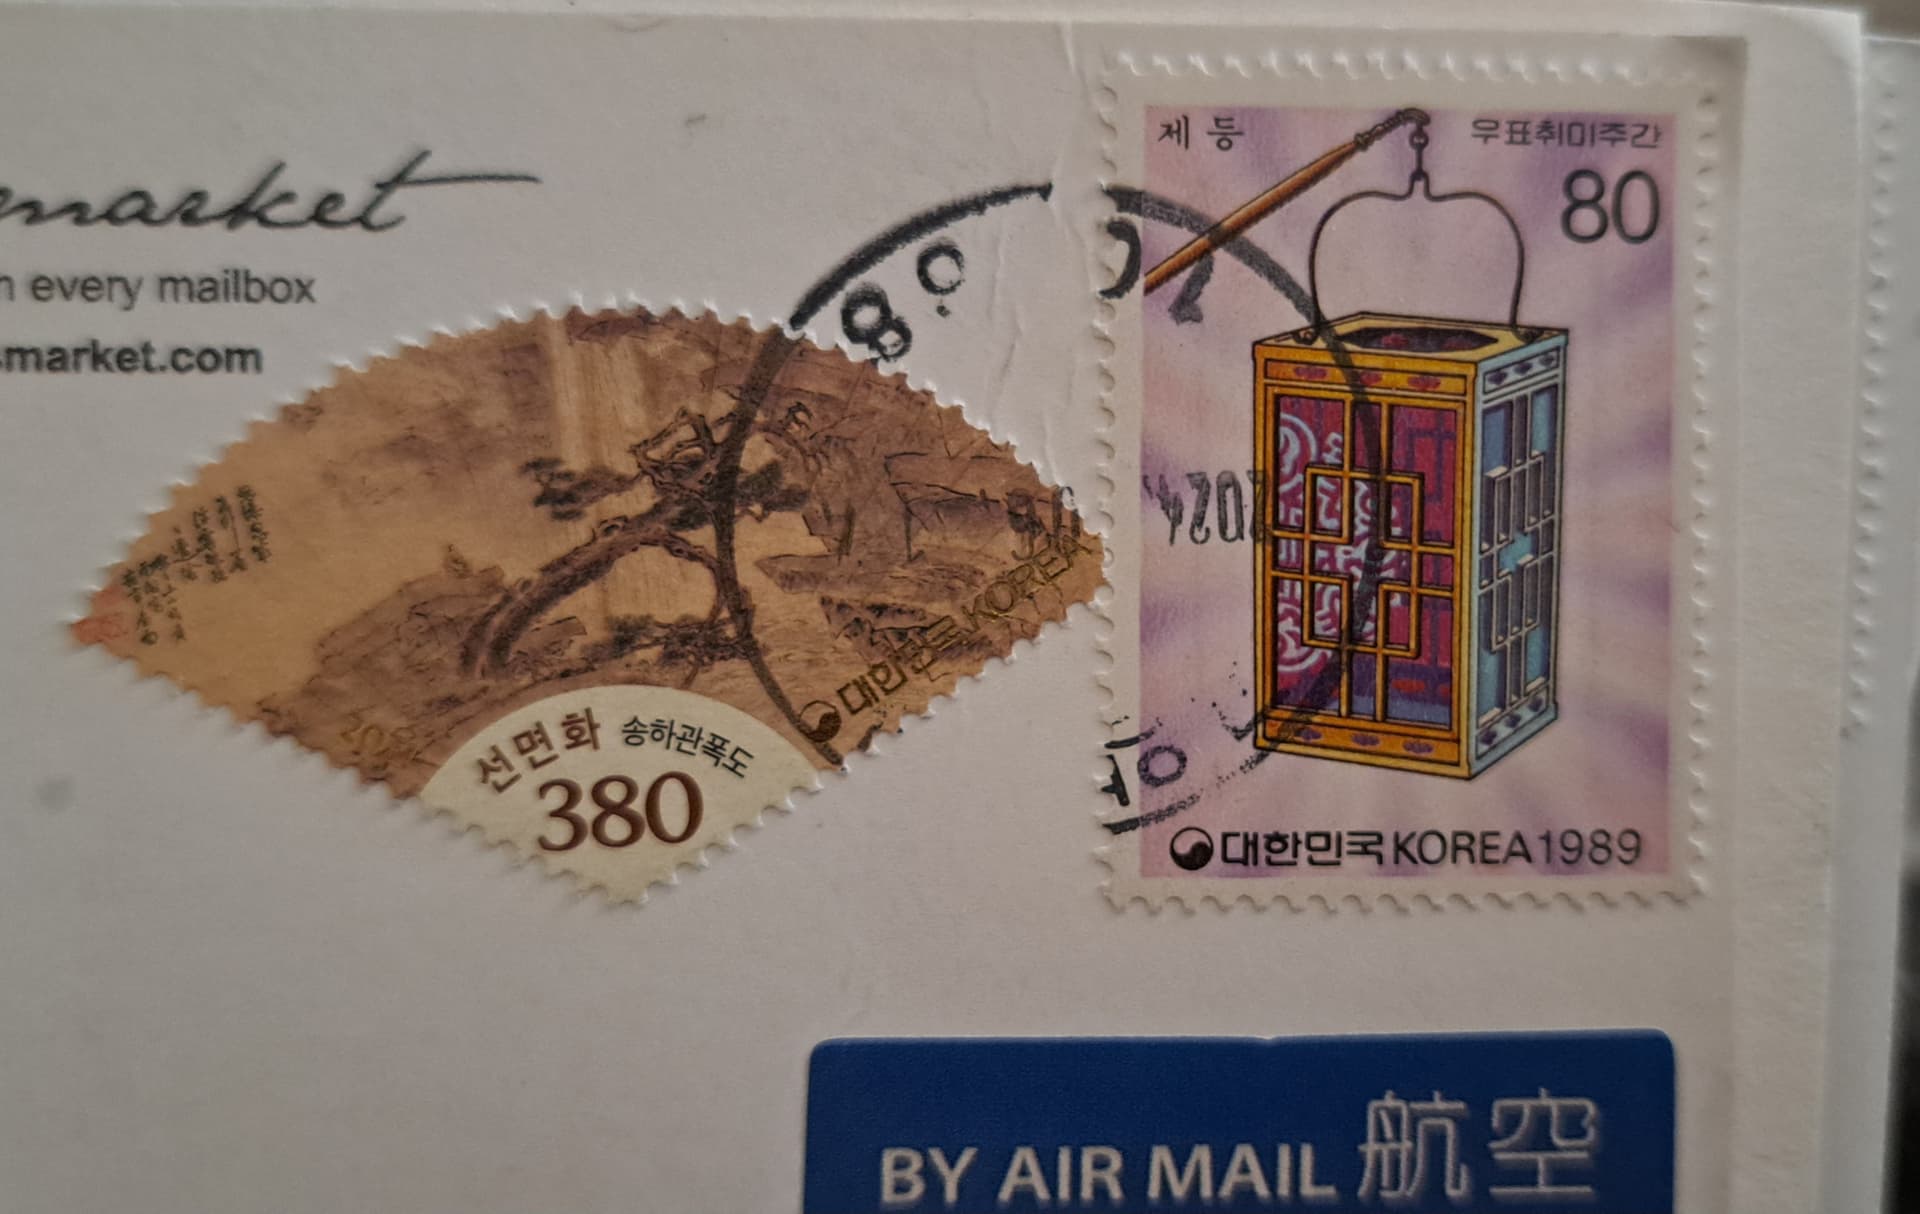 market
every mailbox
market.com
제등
우표취미주간
80
2024
대한민국 KOREA
선면화 송하관폭도
380
대한민국 KOREA 1989
BY AIR MAIL 航空